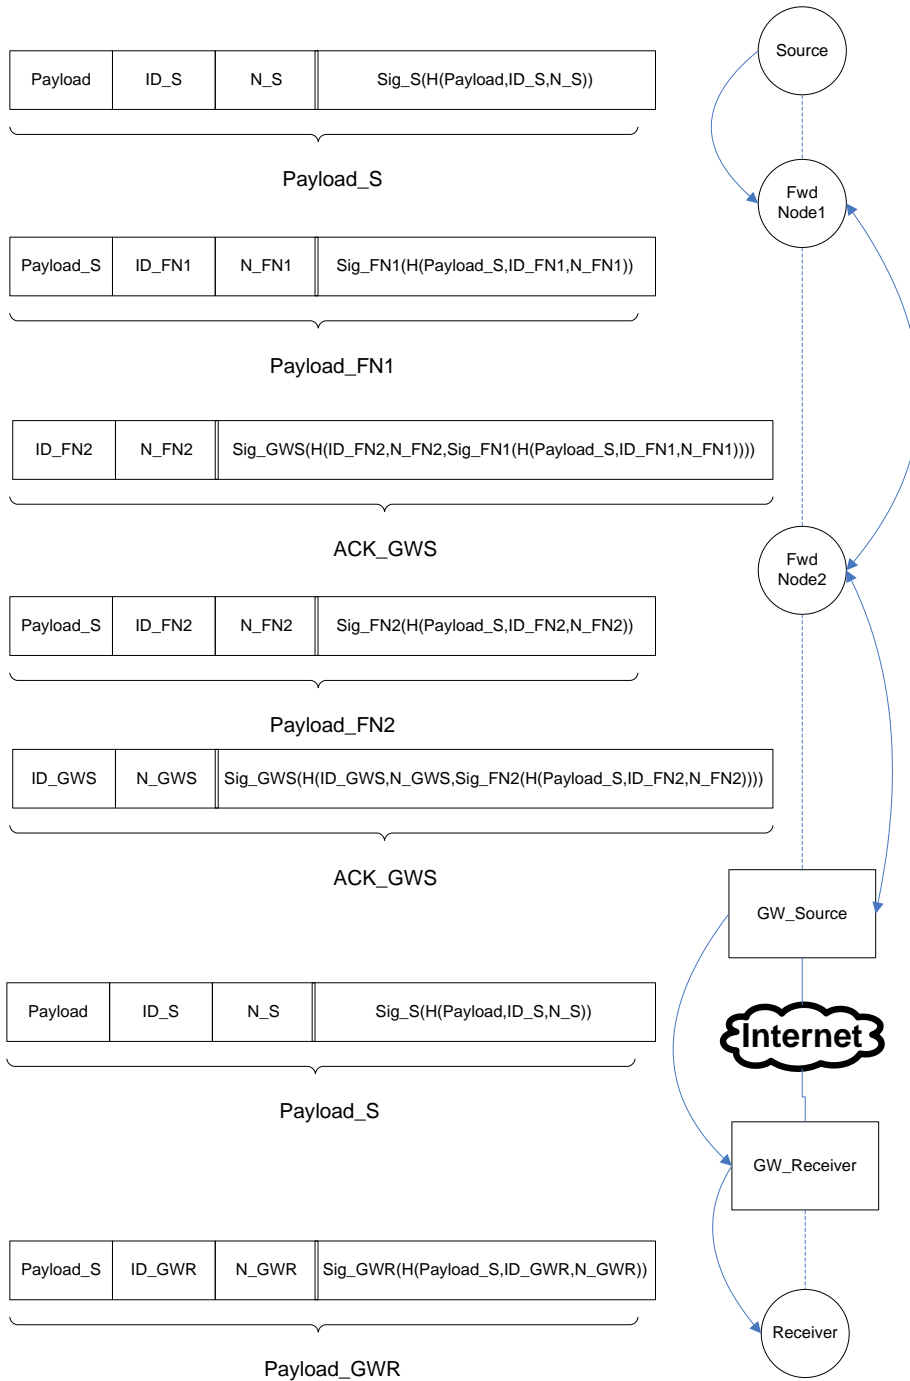 Source
Payload ID_S N_S Sig_S(H(Payload,ID_S,N_S))
Payload_S
Fwd
Node1
Payload_S ID_FN1 N_FN1 Sig_FN1(H(Payload_S,ID_FN1,N_FN1))
Payload_FN1
ID_FN2 N_FN2 Sig_GWS(H(ID_FN2,N_FN2,Sig_FN1(H(Payload_S,ID_FN1,N_FN1))))
ACK_GWS
Fwd
Node2
Payload_S ID_FN2 N_FN2 Sig_FN2(H(Payload_S,ID_FN2,N_FN2))
Payload_FN2
ID_GWS N_GWS Sig_GWS(H(ID_GWS,N_GWS,Sig_FN2(H(Payload_S,ID_FN2,N_FN2))))
ACK_GWS
GW_Source
Payload ID_S N_S Sig_S(H(Payload,ID_S,N_S))
Internet
Payload_S
GW_Receiver
Payload_S ID_GWR N_GWR Sig_GWR(H(Payload_S,ID_GWR,N_GWR))
Receiver
Payload_GWR